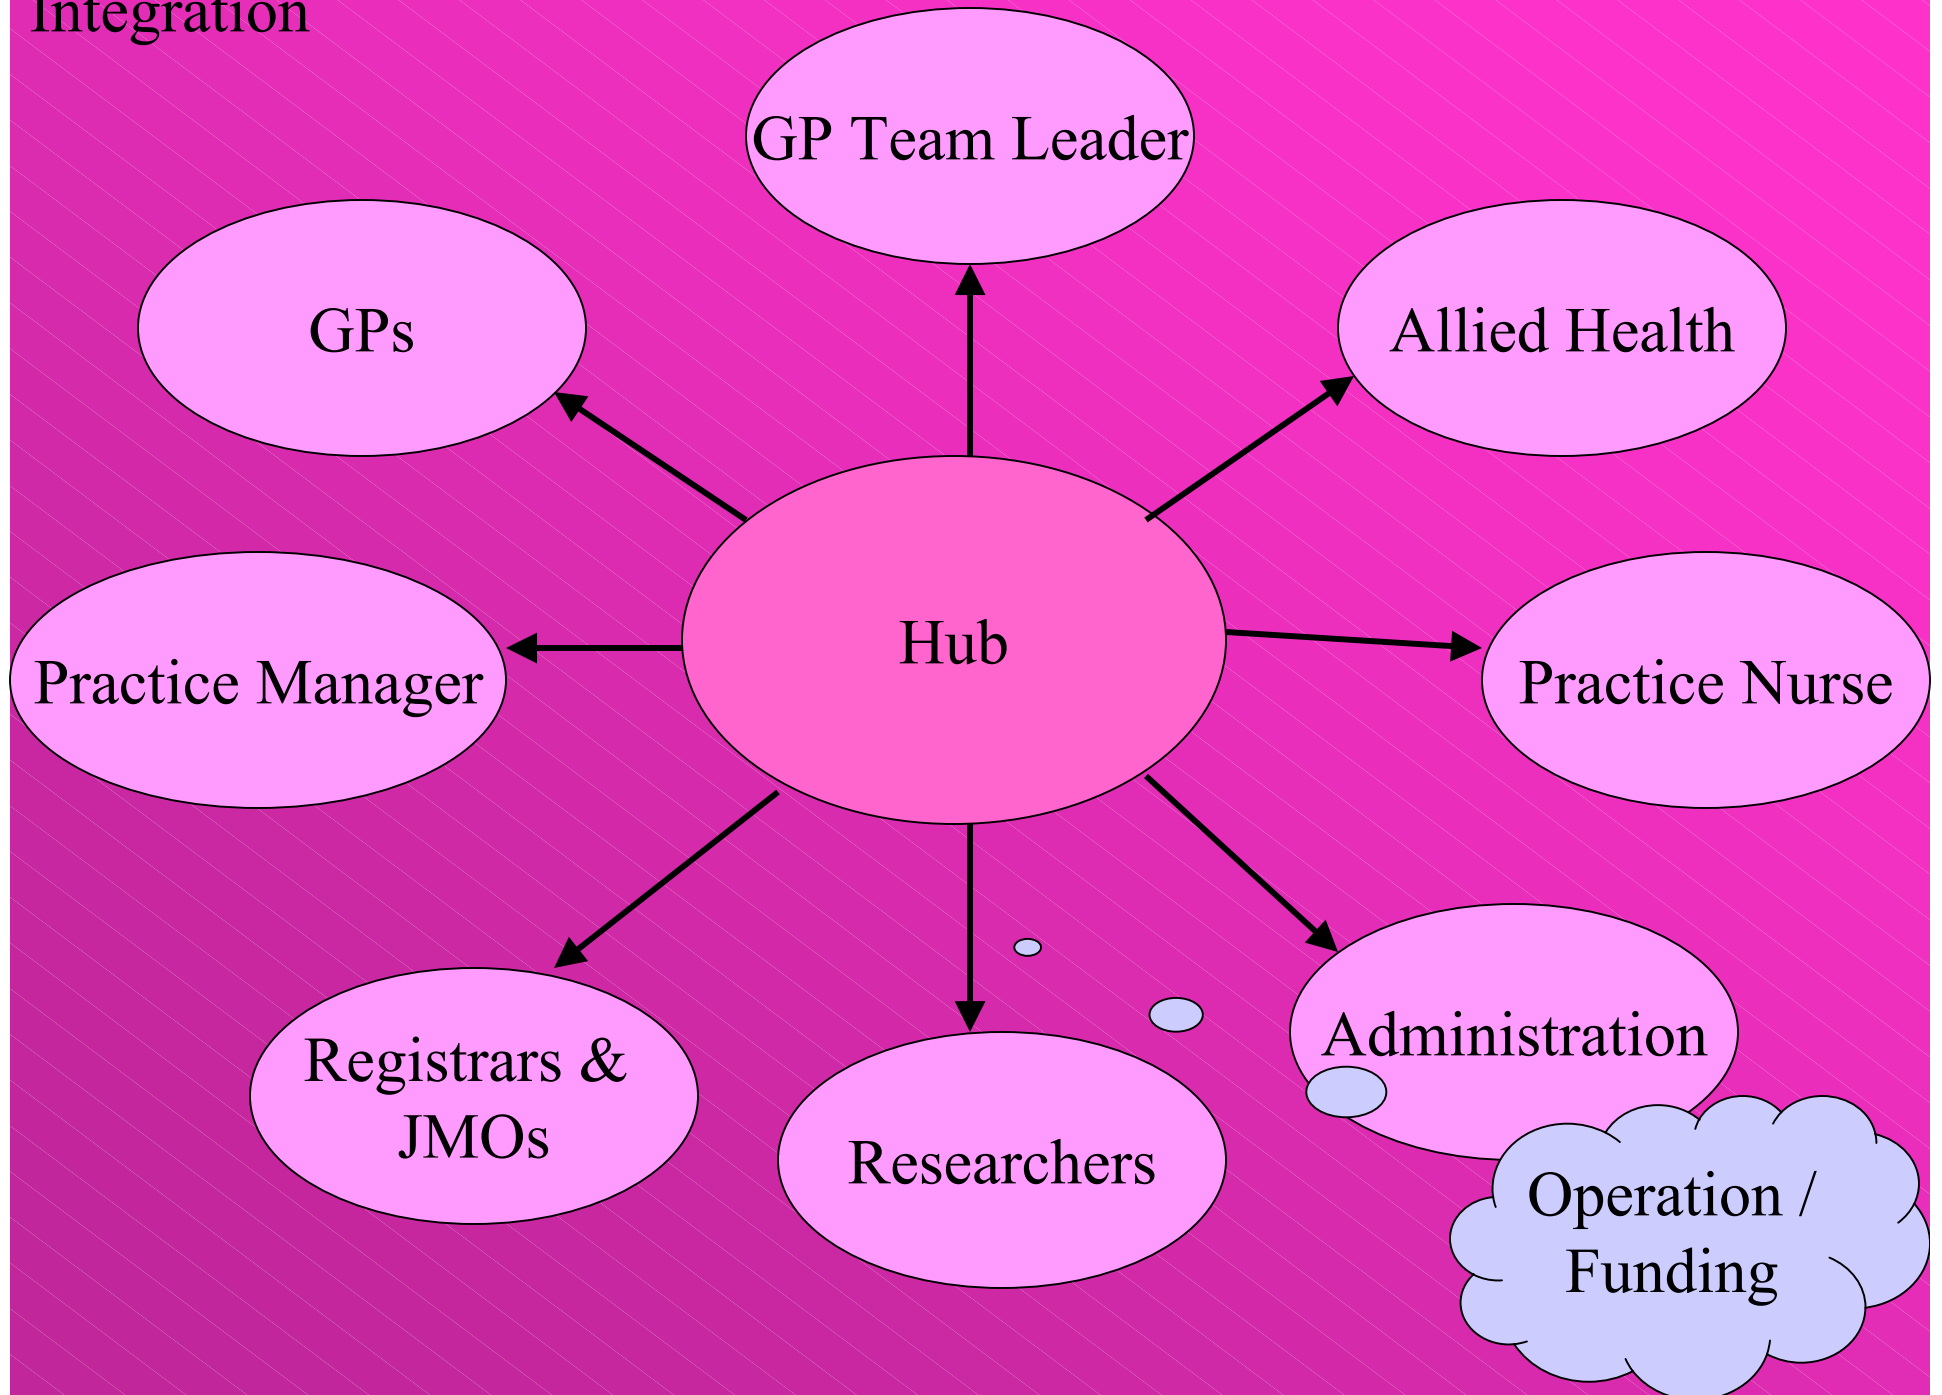 Integration
GP Team Leader
GPs
Allied Health
Hub
Practice Manager
Practice Nurse
Registrars &
JMOs
Researchers
Administration
Operation /
Funding